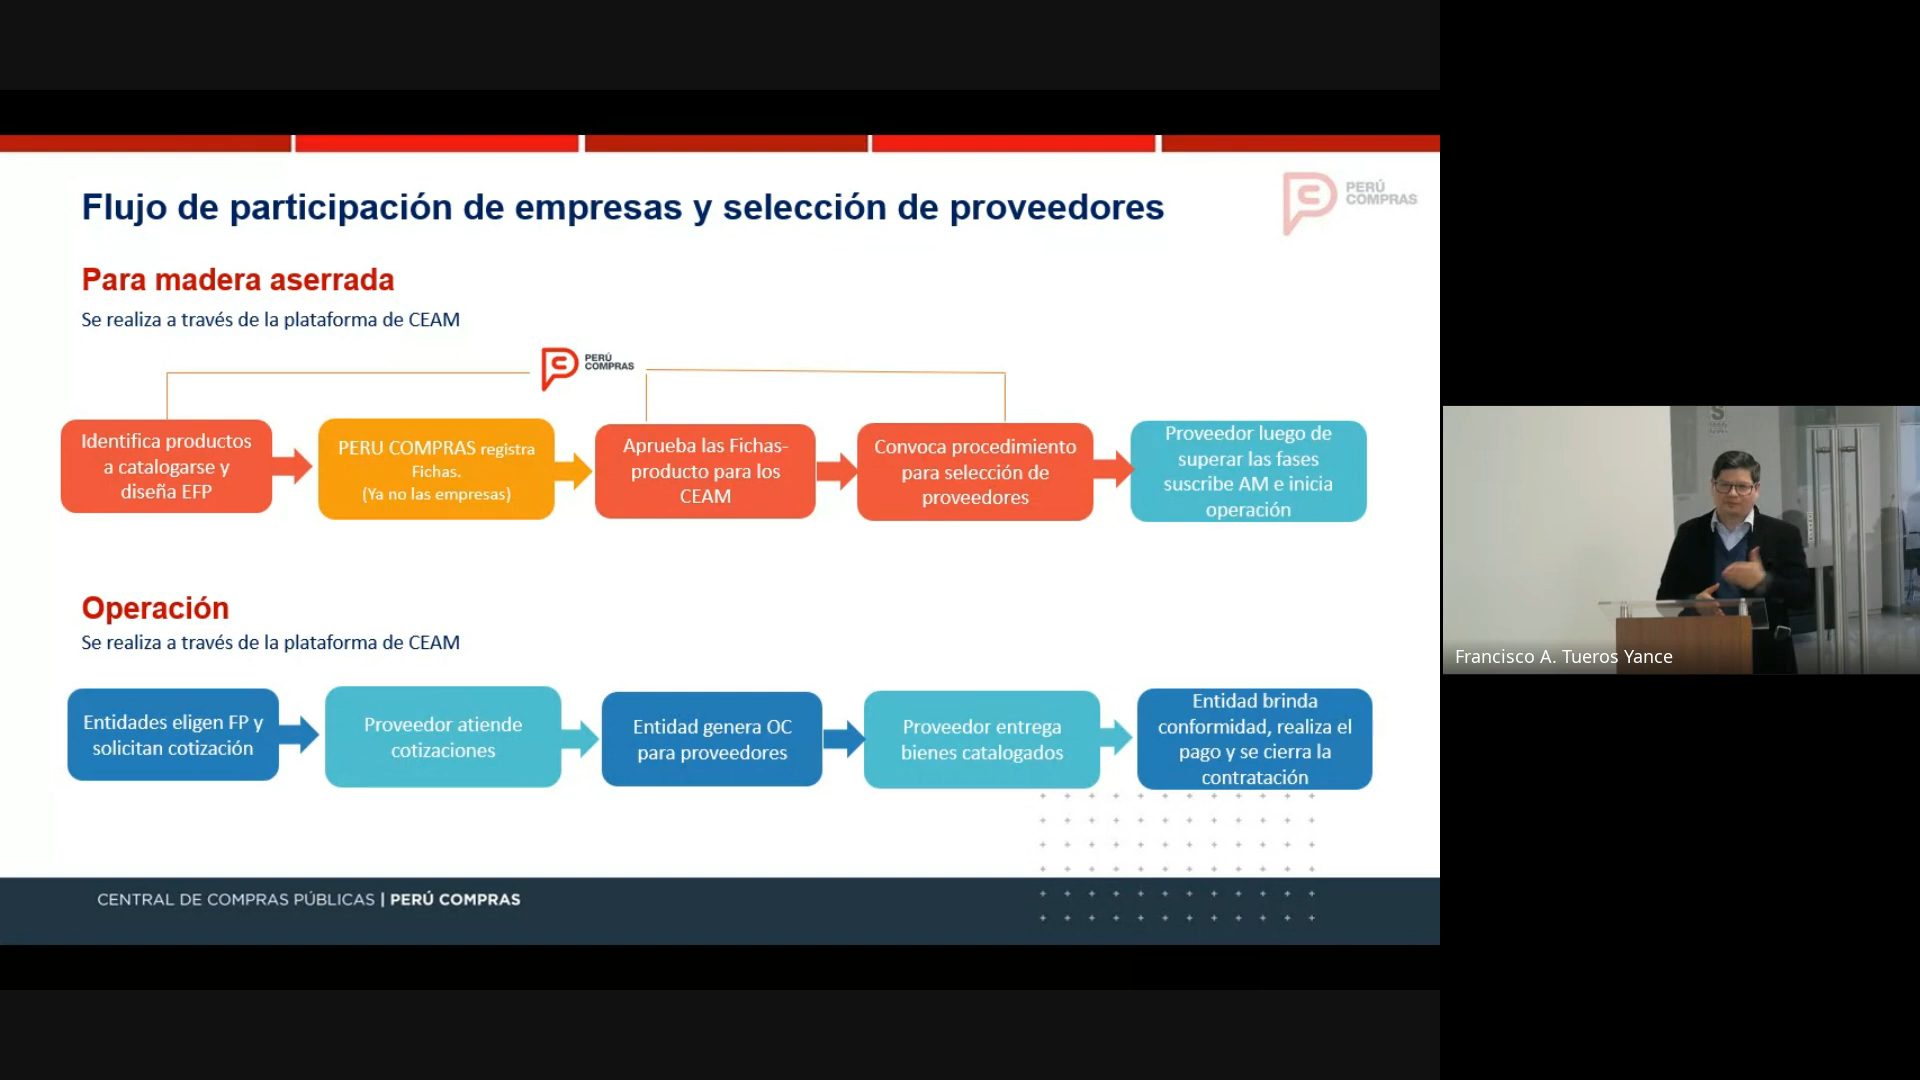 Flujo de participación de empresas y selección de proveedores
PERÚ
COMPRAS
Para madera aserrada
Se realiza a través de la plataforma de CEAM
PERÚ
COMPRAS
Identifica productos
a catalogarse y
diseña EFP
PERU COMPRAS registra
Fichas.
(Ya no las empresas)
Aprueba las Fichas-
producto para los
CEAM
Convoca procedimiento
para selección de
proveedores
Proveedor luego de
superar las fases
suscribe AM e inicia
operación
Operación
Se realiza a través de la plataforma de CEAM
Entidades eligen FP y
solicitan cotización
Proveedor atiende
cotizaciones
Entidad genera OC
para proveedores
Proveedor entrega
bienes catalogados
Entidad brinda
conformidad, realiza el
pago y se cierra la
contratación
CENTRAL DE COMPRAS PÚBLICAS | PERÚ COMPRAS
Francisco A. Tueros Yance